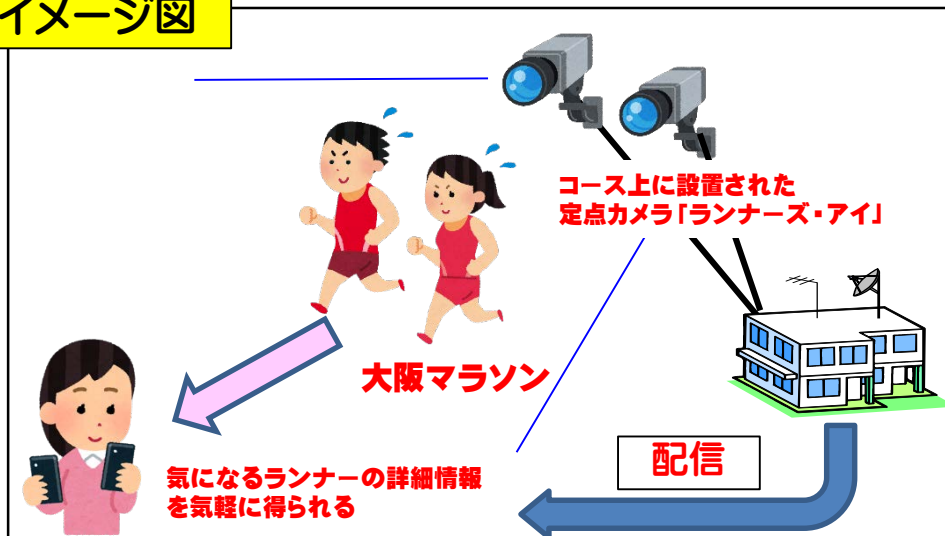 イメージ図
コース上に設置された
定点カメラ「ランナーズ・アイ」
大阪マラソン
配信
気になるランナーの詳細情報
を気軽に得られる